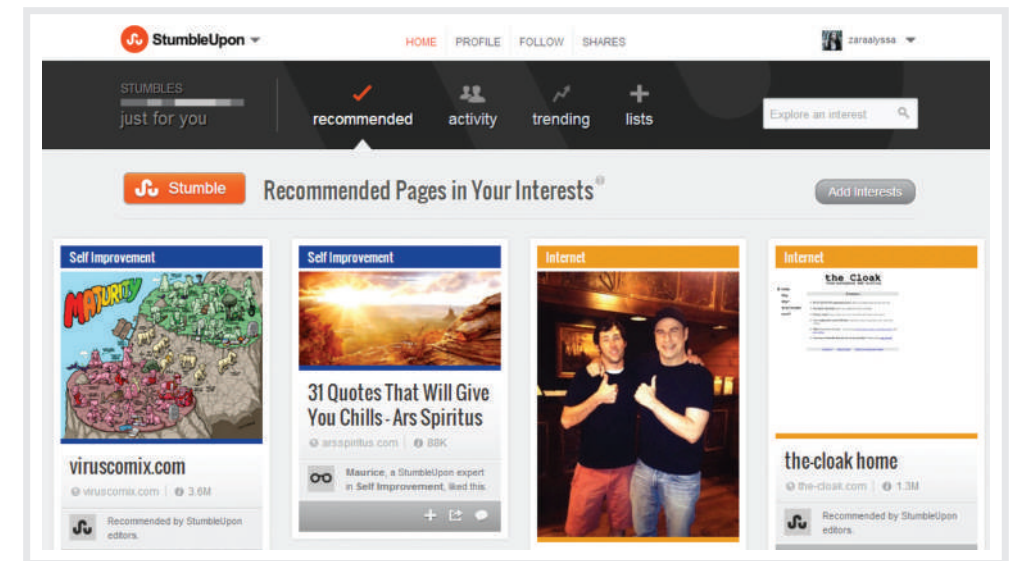 StumbleUpon
HOME PROFILE FOLLOW SHARES
zaraalyssa
STUMBLES
just for you
recommended
activity
trending
lists
Explore an interest
Stumble
Recommended Pages in Your Interests
Add Interests
Self Improvement
MATURITY
viruscomix.com
viruscomix.com | 3.6M
Recommended by StumbleUpon
editors.
Self Improvement
31 Quotes That Will Give
You Chills - Ars Spiritus
arsspiritus.com | 88K
Maurice, a StumbleUpon expert
in Self Improvement, liked this.
Internet
Internet
the Cloak
the-cloak home
the-cloak.com | 1.3M
Recommended by StumbleUpon
editors.